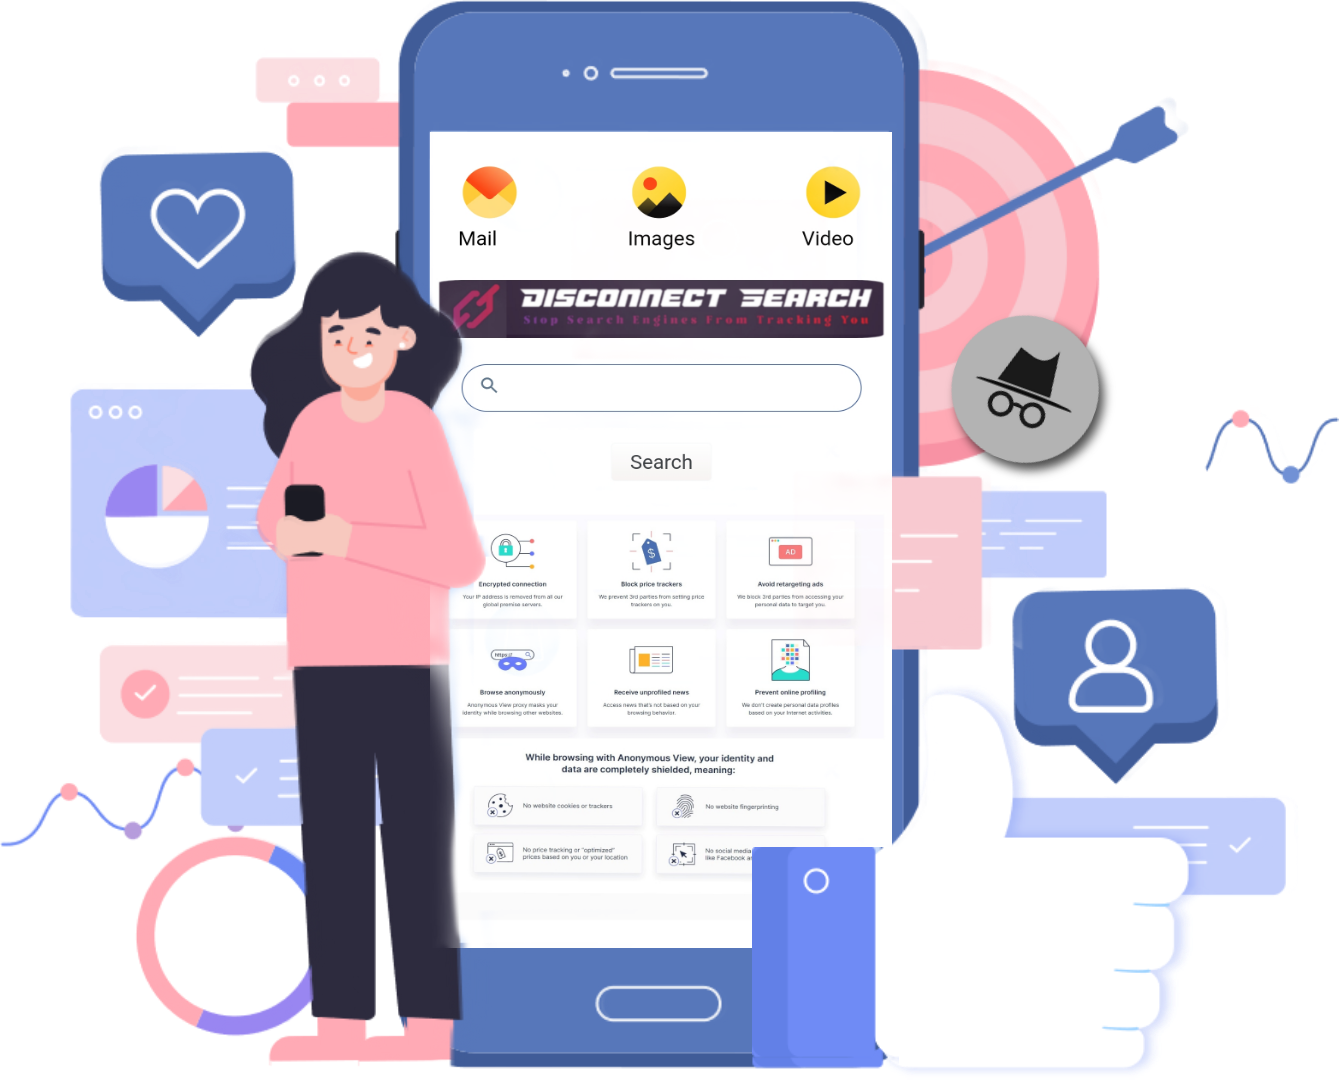 Mail Images Video
DISCONNECT SEARCH
Stop Search Engines From Tracking You
Search
Encrypted connection
Your IP address is removed from all our
global premise servers.
Block price trackers
We prevent 3rd parties from setting price
trackers on you.
AD
Avoid retargeting ads
We block 3rd parties from accessing your
personal data to target you.
https://
Browse anonymously
Anonymous View proxy masks your
identity while browsing other websites.
Receive unprofiled news
Access news that's not based on your
browsing behavior.
Prevent online profiling
We don't create personal data profiles
based on your internet activities.
While browsing with Anonymous View, your identity and
data are completely shielded, meaning:
No website cookies or trackers
No website fingerprinting
No price tracking or "optimized"
prices based on you or your location
No social media
like Facebook